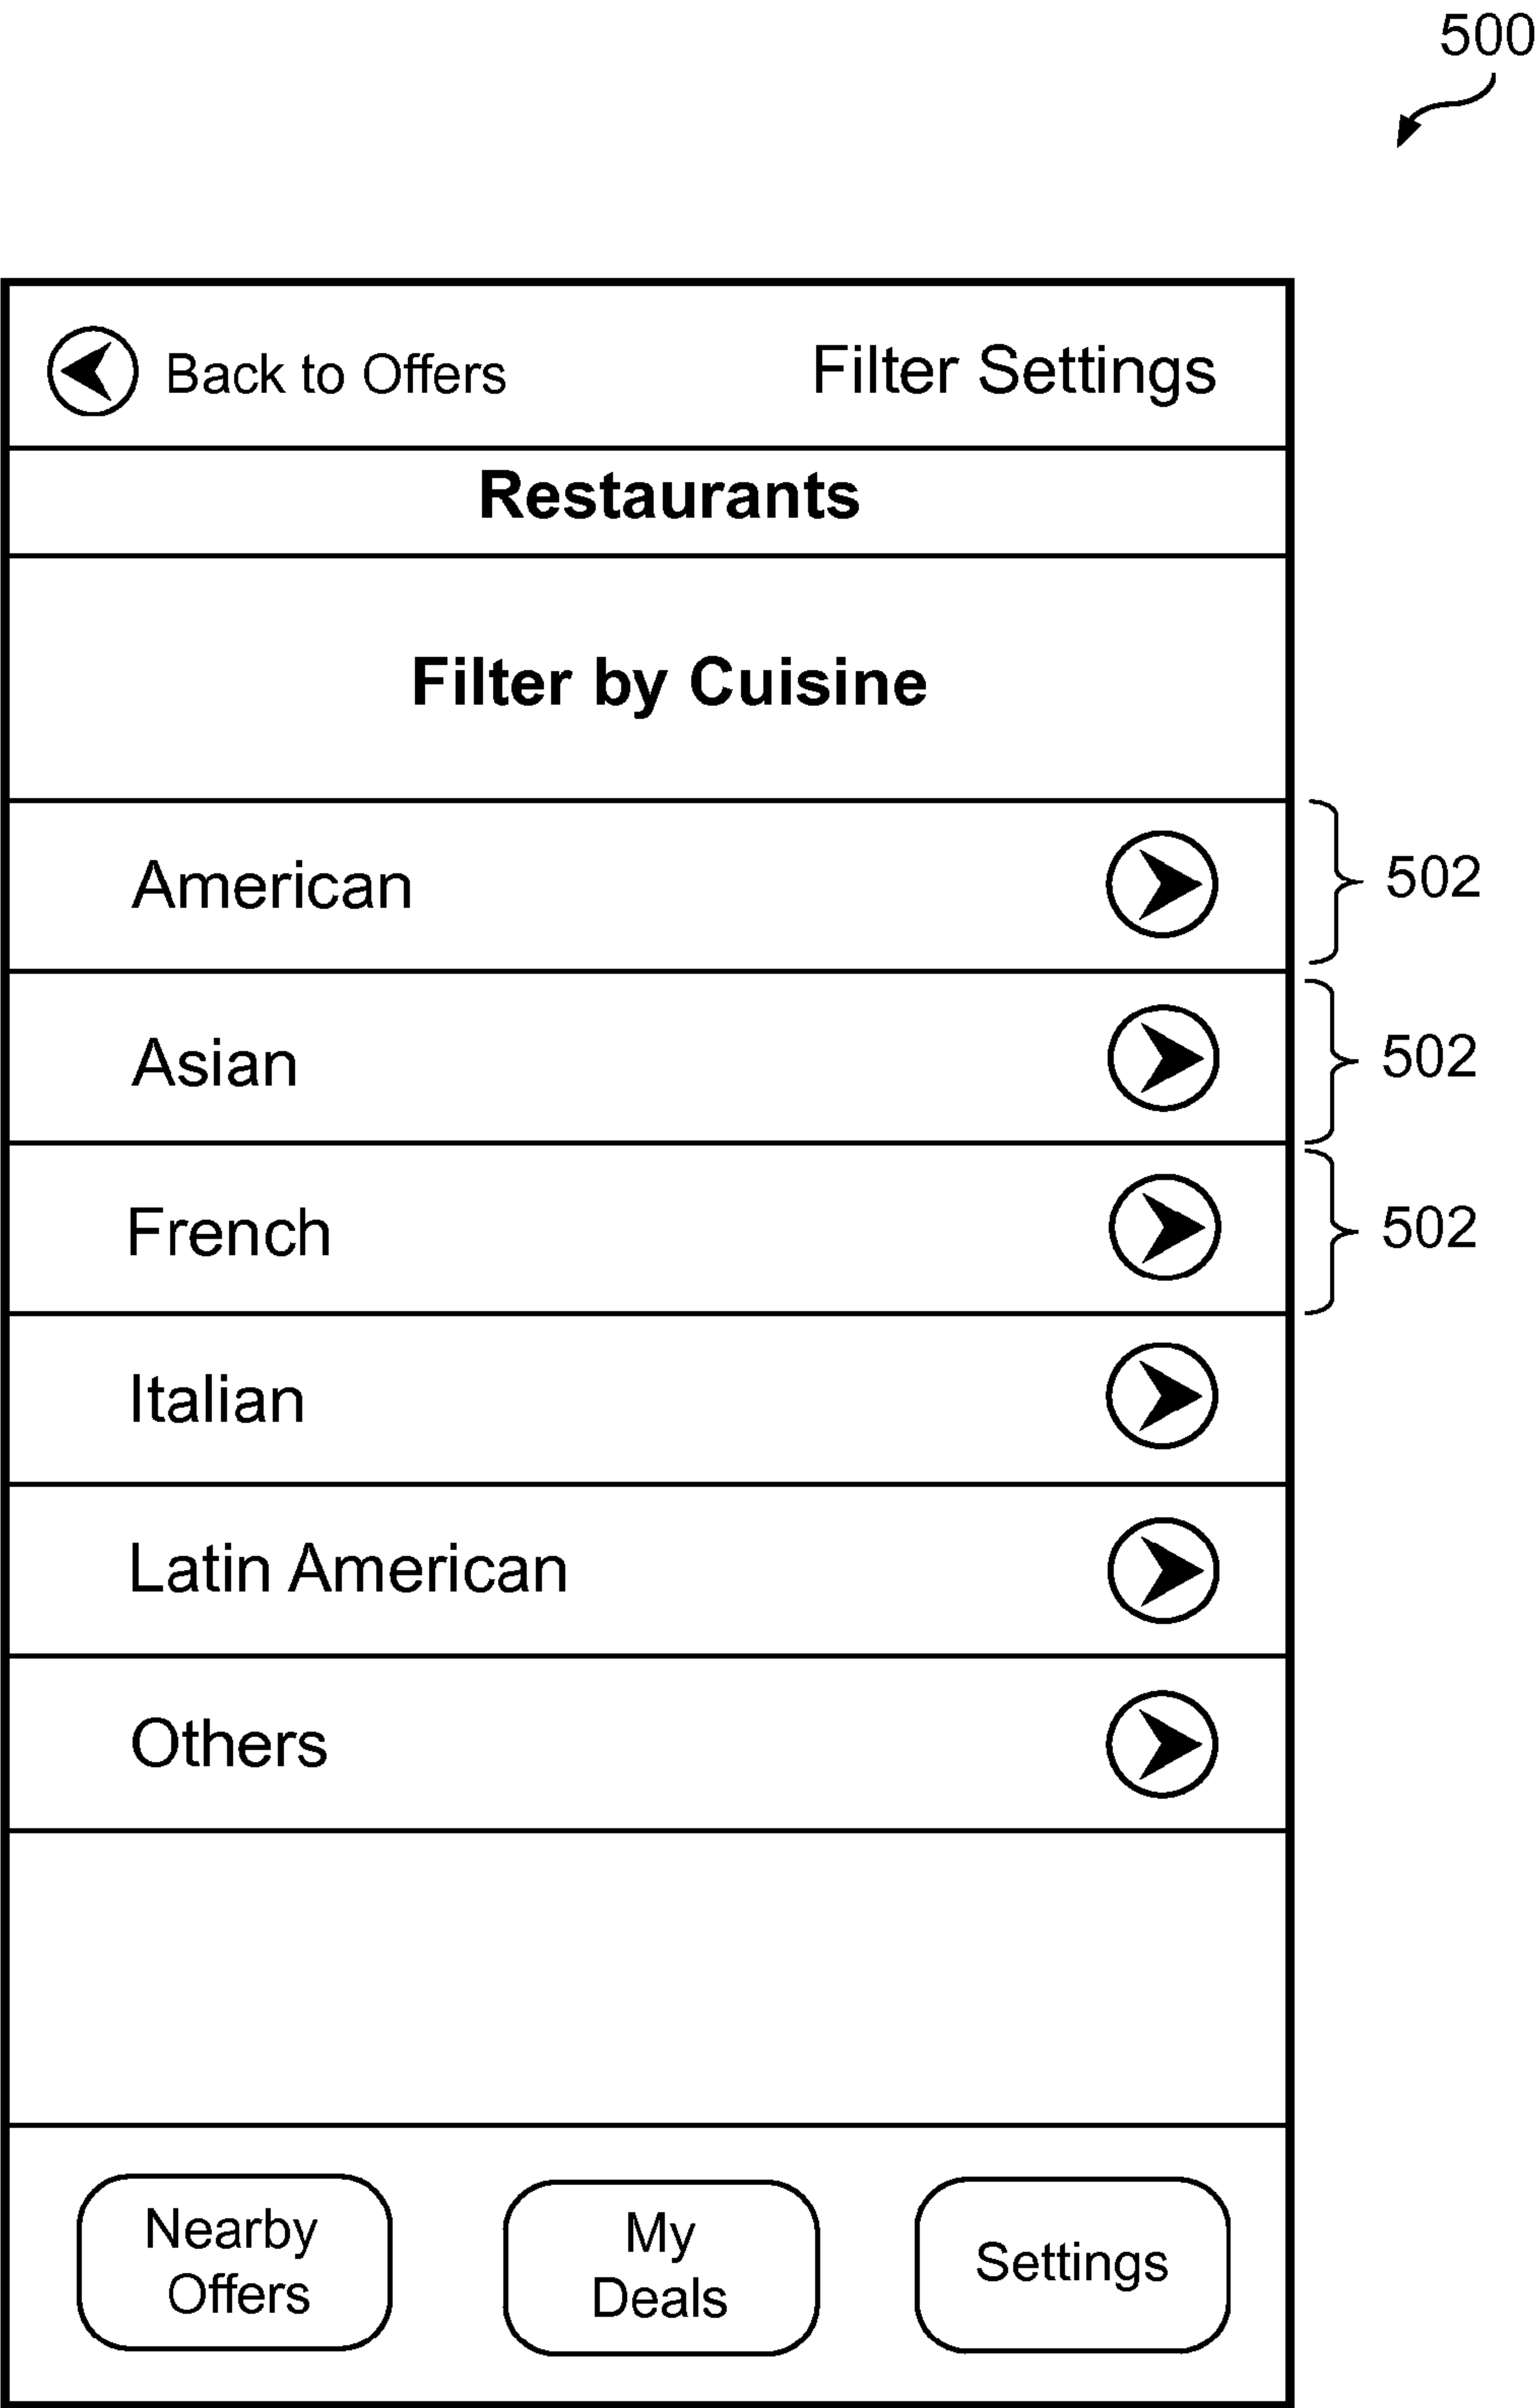 500
Back to Offers
Filter Settings
Restaurants
Filter by Cuisine
American
502
Asian
502
French
502
Italian
Latin American
Others
Nearby
Offers
My
Deals
Settings